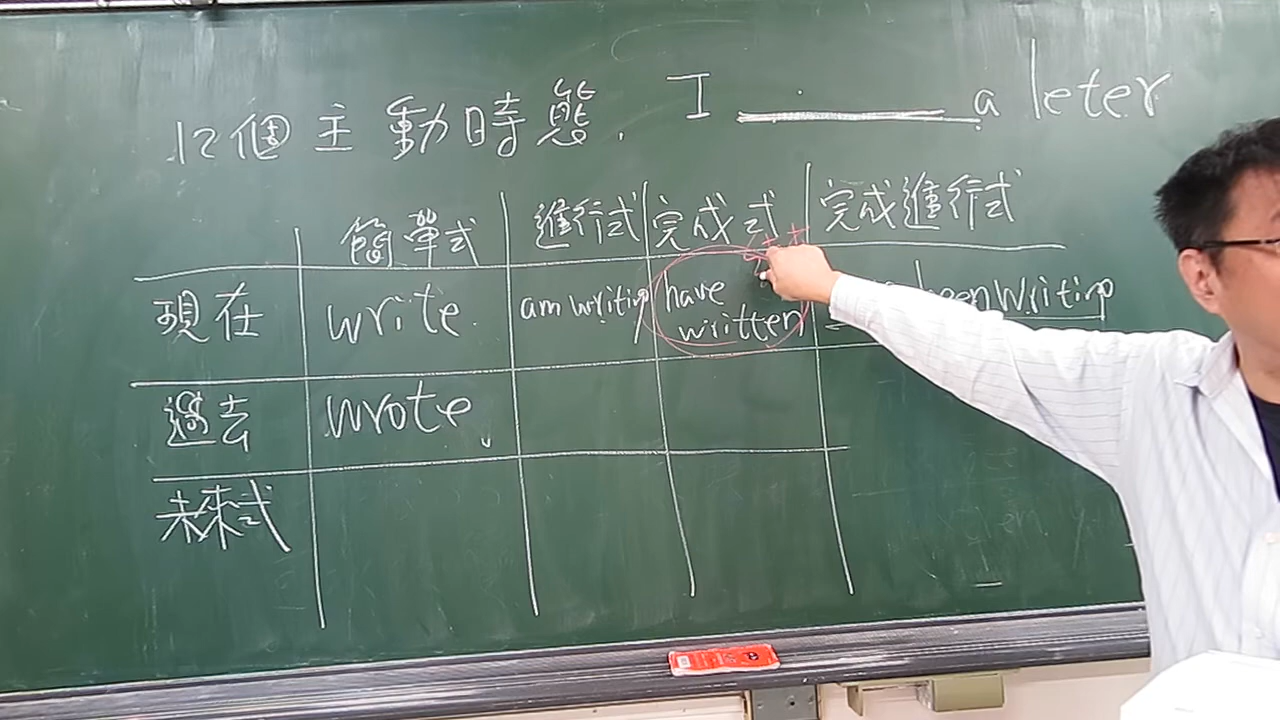 12個主動時態. I ____ a leter
簡單式 進行式 完成式 完成進行式
現在 write am writing have written been writing
過去 wrote
未來式